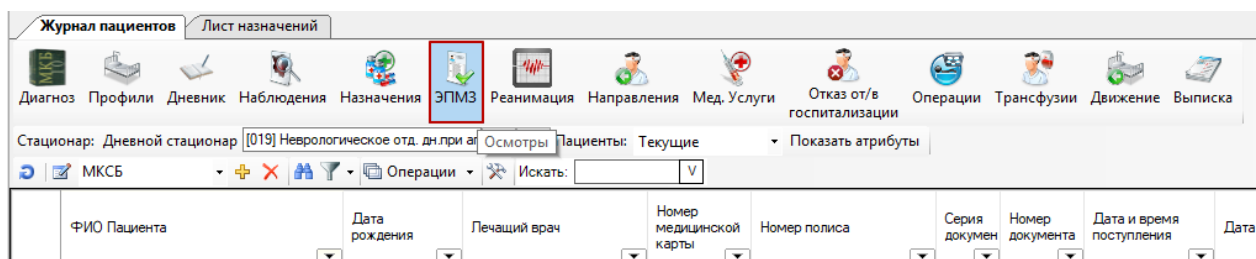 Журнал пациентов Лист назначений
МКБ 10
Диагноз Профили Дневник Наблюдения Назначения ЭПМЗ Реанимация Направления Мед. Услуги Отказ от/в госпитализации Операции Трансфузии Движение Выписка
Стационар: Дневной стационар [019] Неврологическое отд. дн.при ап Осмотры Пациенты: Текущие Показать атрибуты
МКСБ Операции Искать: V
ФИО Пациента
Дата рождения
Лечащий врач
Номер медицинской карты
Номер полиса
Серия докумен
Номер документа
Дата и время поступления
Дата